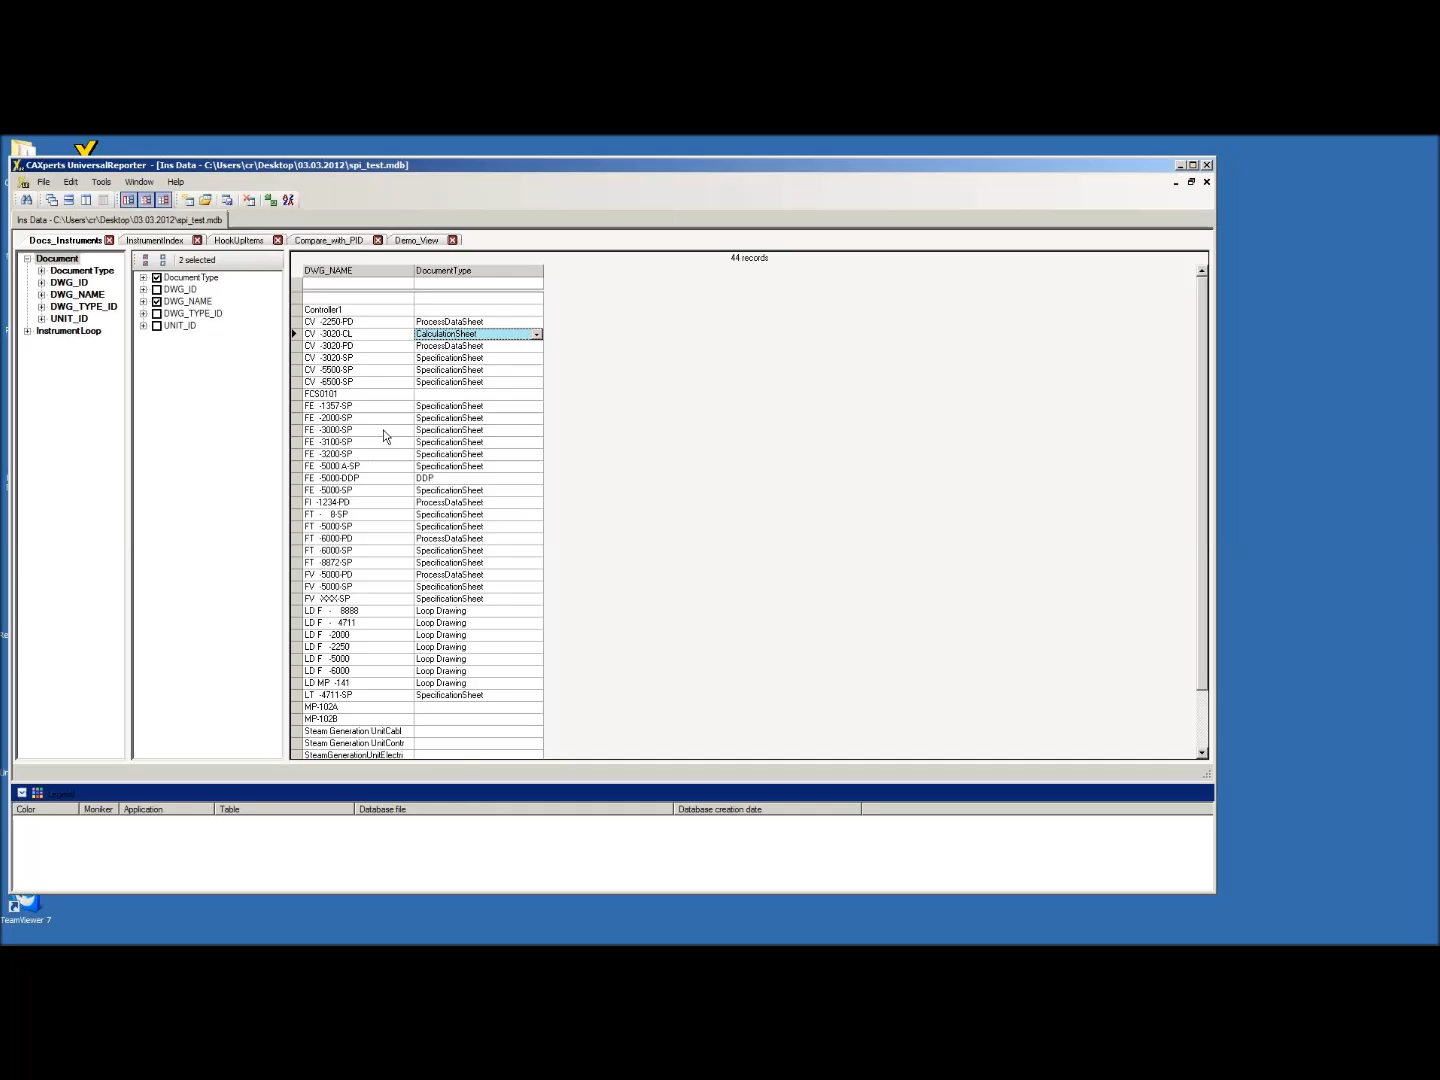 CAXperts UniversalReporter - [Ins Data - C:\Users\cr\Desktop\03.03.2012\spi_test.mdb]
File Edit Tools Window Help
Ins Data - C:\Users\cr\Desktop\03.03.2012\spi_test.mdb
Docs_Instruments InstrumentIndex HookUpItems Compare_with_PID Demo_View
Document
DocumentType
DWG_ID
DWG_NAME
DWG_TYPE_ID
UNIT_ID
InstrumentLoop
2 selected
DocumentType
DWG_ID
DWG_NAME
DWG_TYPE_ID
UNIT_ID
44 records
DWG_NAME DocumentType
Controller1
CV -2250-PD ProcessDataSheet
CV -3020-CL CalculationSheet
CV -3020-PD ProcessDataSheet
CV -3020-SP SpecificationSheet
CV -5500-SP SpecificationSheet
CV -6500-SP SpecificationSheet
FCS0101
FE -1357-SP SpecificationSheet
FE -2000-SP SpecificationSheet
FE -3000-SP SpecificationSheet
FE -3100-SP SpecificationSheet
FE -3200-SP SpecificationSheet
FE -5000 A-SP SpecificationSheet
FE -5000-DDP DDP
FE -5000-SP SpecificationSheet
FI -1234-PD ProcessDataSheet
FT - 8-SP SpecificationSheet
FT -5000-SP SpecificationSheet
FT -6000-PD ProcessDataSheet
FT -6000-SP SpecificationSheet
FT -8872-SP SpecificationSheet
FV -5000-PD ProcessDataSheet
FV -5000-SP SpecificationSheet
FV -XXX-SP SpecificationSheet
LD F - 8888 Loop Drawing
LD F - 4711 Loop Drawing
LD F -2000 Loop Drawing
LD F -2250 Loop Drawing
LD F -5000 Loop Drawing
LD F -6000 Loop Drawing
LD MP -141 Loop Drawing
LT -4711-SP SpecificationSheet
MP-102A
MP-102B
Steam Generation UnitCabl
Steam Generation UnitContr
SteamGenerationUnitElectri
Legend
Color Moniker Application Table Database file Database creation date
TeamViewer 7